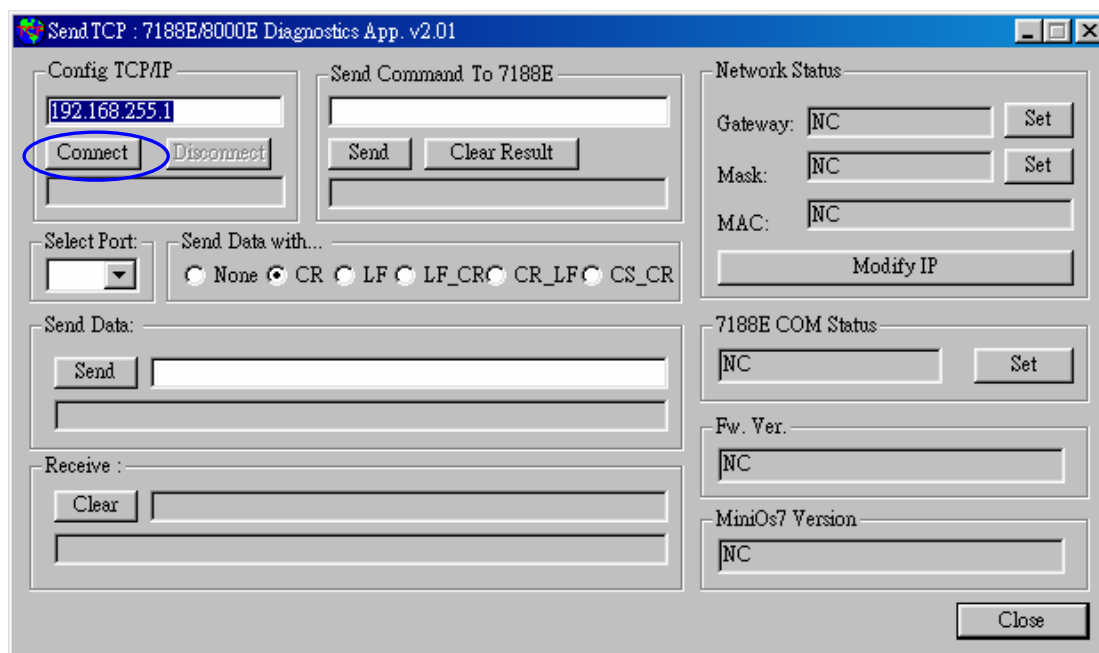 SendTCP : 7188E/8000E Diagnostics App. v2.01
Config TCP/IP
192.168.255.1
Connect Disconnect
Send Command To 7188E
Send Clear Result
Network Status
Gateway: NC Set
Mask: NC Set
MAC: NC
Modify IP
Select Port:
Send Data with...
None CR LF LF_CR CR_LF CS_CR
Send Data:
Send
7188E COM Status
NC Set
Receive :
Clear
Fw. Ver.
NC
MiniOs7 Version
NC
Close